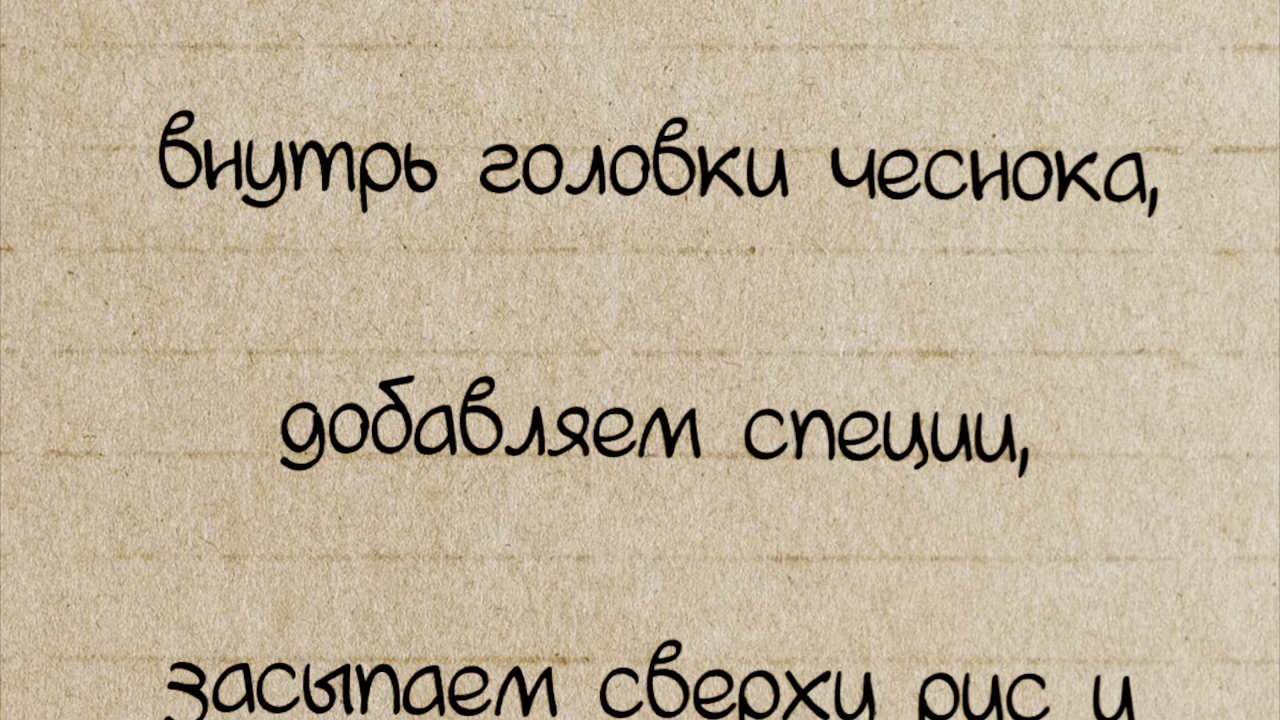 внутрь головки чеснока,
добавляем специи,
засыпаем сверху рис и